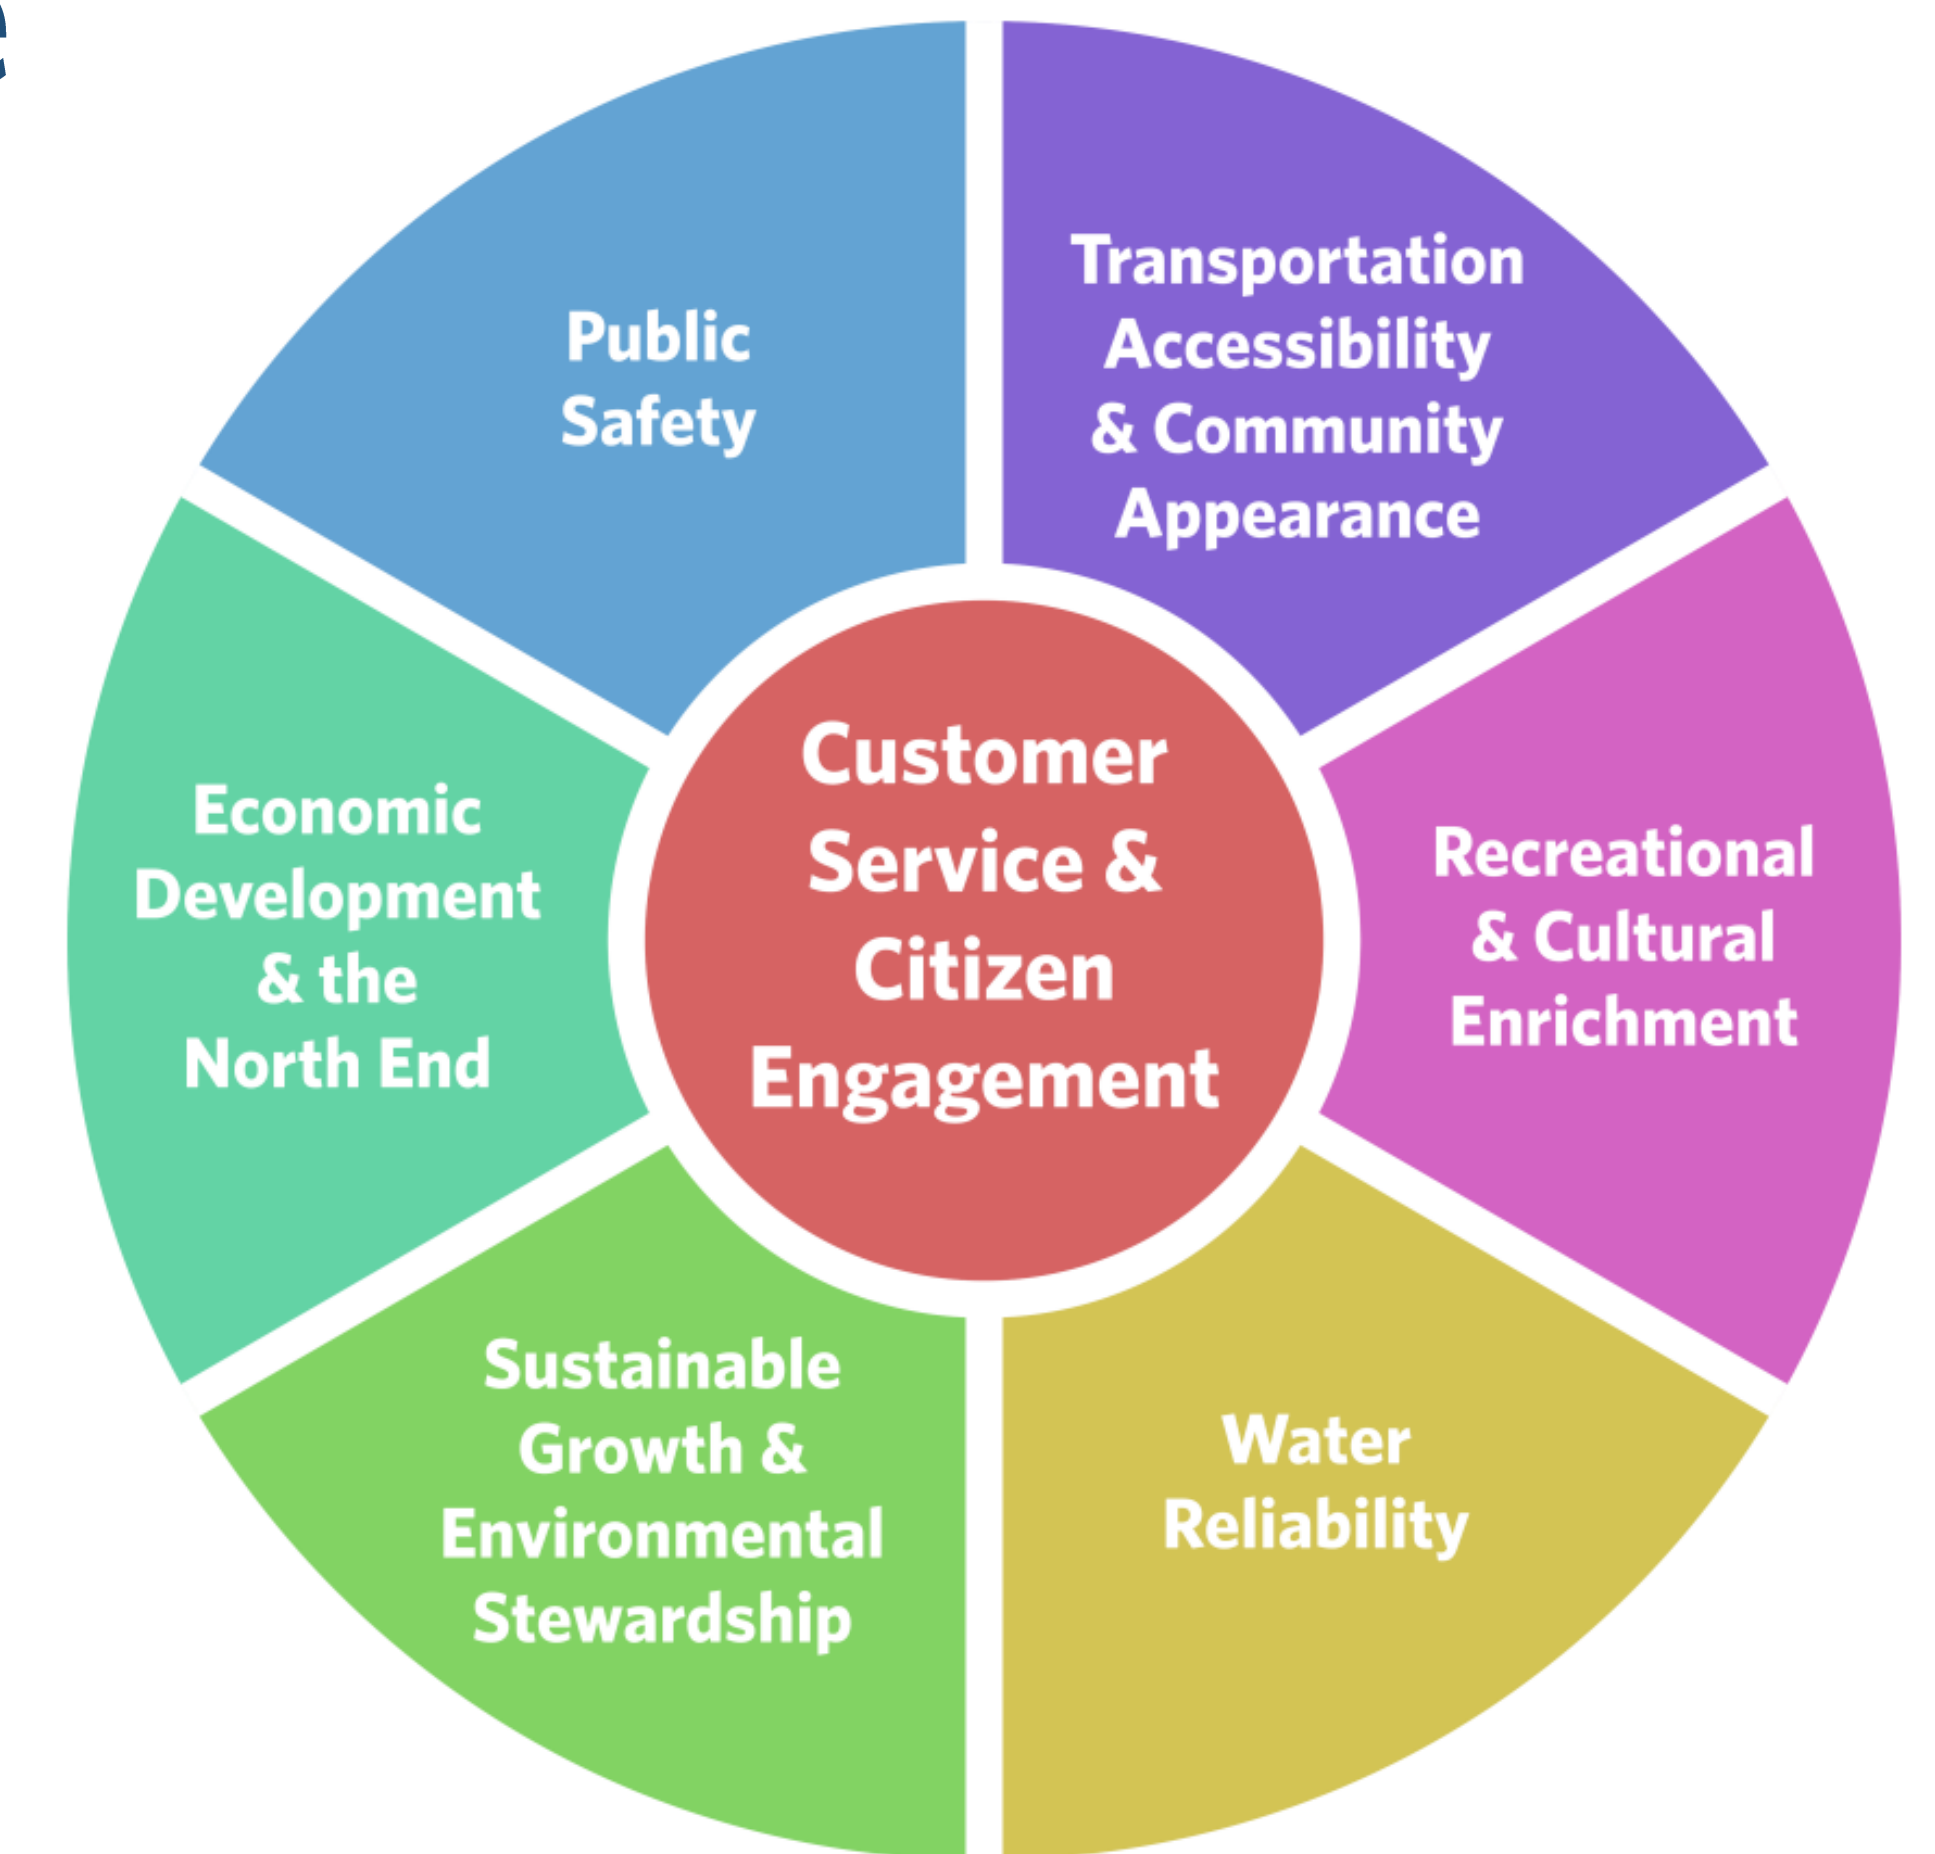 Public
Safety
Transportation
Accessibility
& Community
Appearance
Economic
Development
& the
North End
Customer
Service &
Citizen
Engagement
Recreational
& Cultural
Enrichment
Sustainable
Growth &
Environmental
Stewardship
Water
Reliability